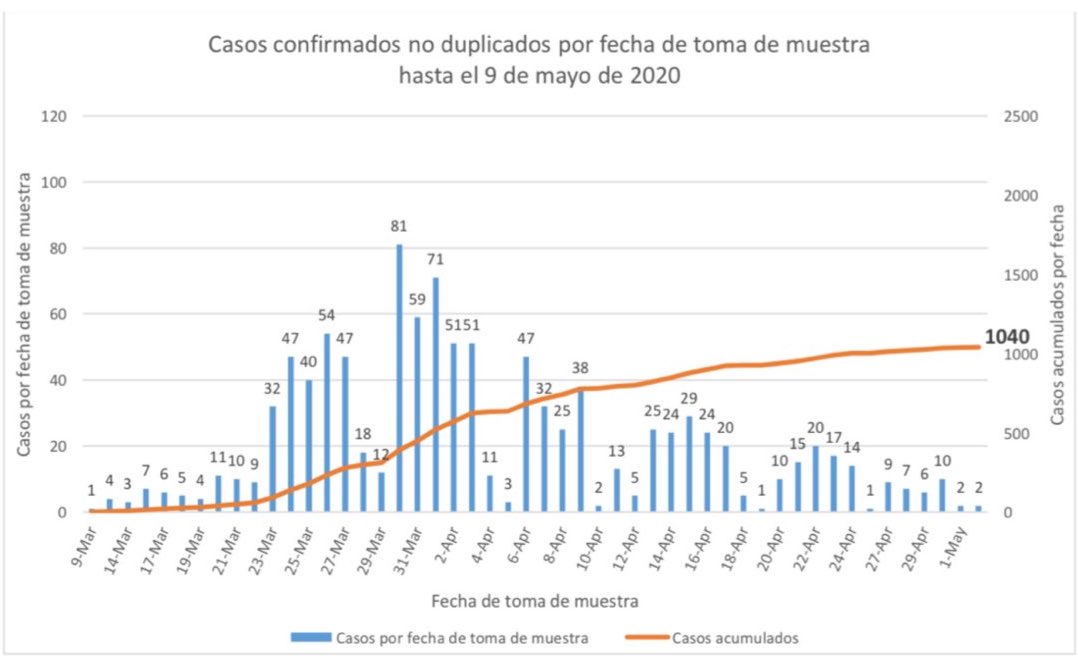 Casos confirmados no duplicados por fecha de toma de muestra
hasta el 9 de mayo de 2020
120
100
80
60
40
20
0
2500
2000
1500
1000
500
0
Casos por fecha de toma de muestra
Casos acumulados por fecha
1
4
3
7
6
5
4
11
10
9
32
47
40
54
47
18
12
81
59
71
51
51
11
3
47
32
25
38
2
13
5
25
24
29
24
20
5
1
10
15
20
17
14
1
9
7
6
10
2
2
1040
9-Mar
14-Mar
17-Mar
19-Mar
21-Mar
23-Mar
25-Mar
27-Mar
29-Mar
31-Mar
2-Apr
4-Apr
6-Apr
8-Apr
10-Apr
12-Apr
14-Apr
16-Apr
18-Apr
20-Apr
22-Apr
24-Apr
27-Apr
29-Apr
1-May
Fecha de toma de muestra
Casos por fecha de toma de muestra
Casos acumulados